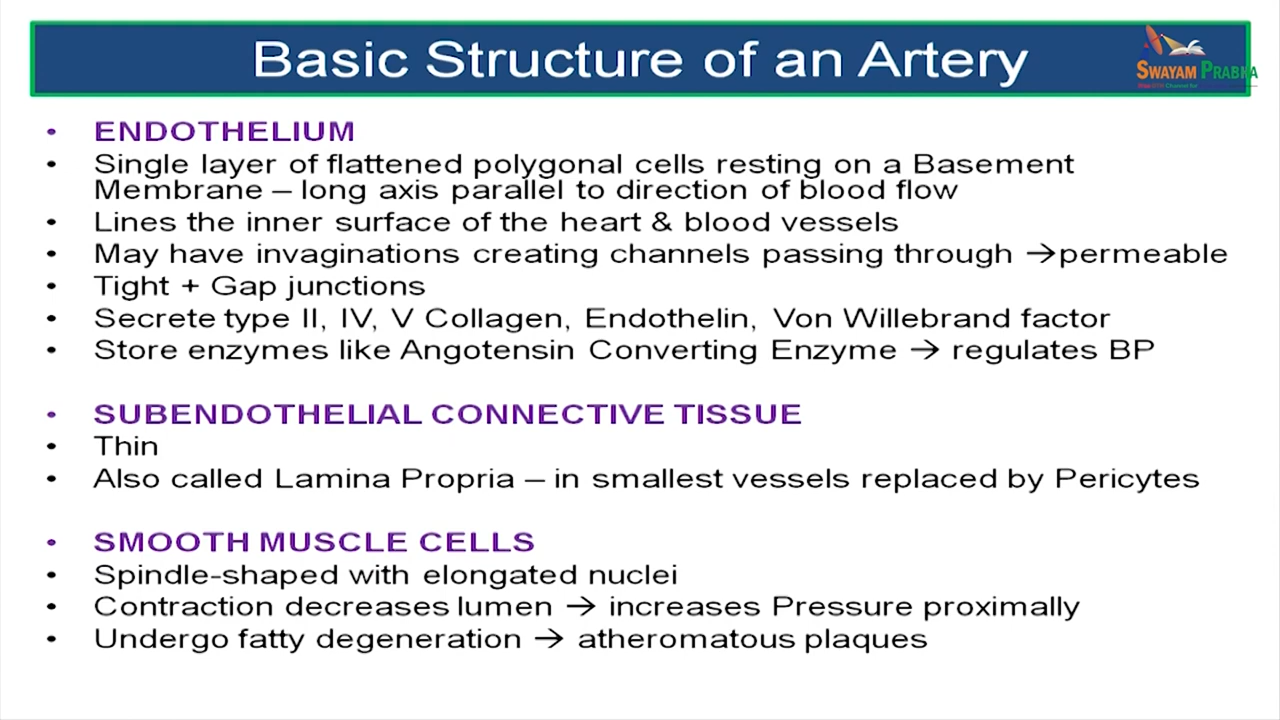 Basic Structure of an Artery
SWAYAM PRABHA
• ENDOTHELIUM
• Single layer of flattened polygonal cells resting on a Basement
Membrane – long axis parallel to direction of blood flow
• Lines the inner surface of the heart & blood vessels
• May have invaginations creating channels passing through →permeable
• Tight + Gap junctions
• Secrete type II, IV, V Collagen, Endothelin, Von Willebrand factor
• Store enzymes like Angotensin Converting Enzyme → regulates BP
• SUBENDOTHELIAL CONNECTIVE TISSUE
• Thin
• Also called Lamina Propria – in smallest vessels replaced by Pericytes
• SMOOTH MUSCLE CELLS
• Spindle-shaped with elongated nuclei
• Contraction decreases lumen → increases Pressure proximally
• Undergo fatty degeneration → atheromatous plaques